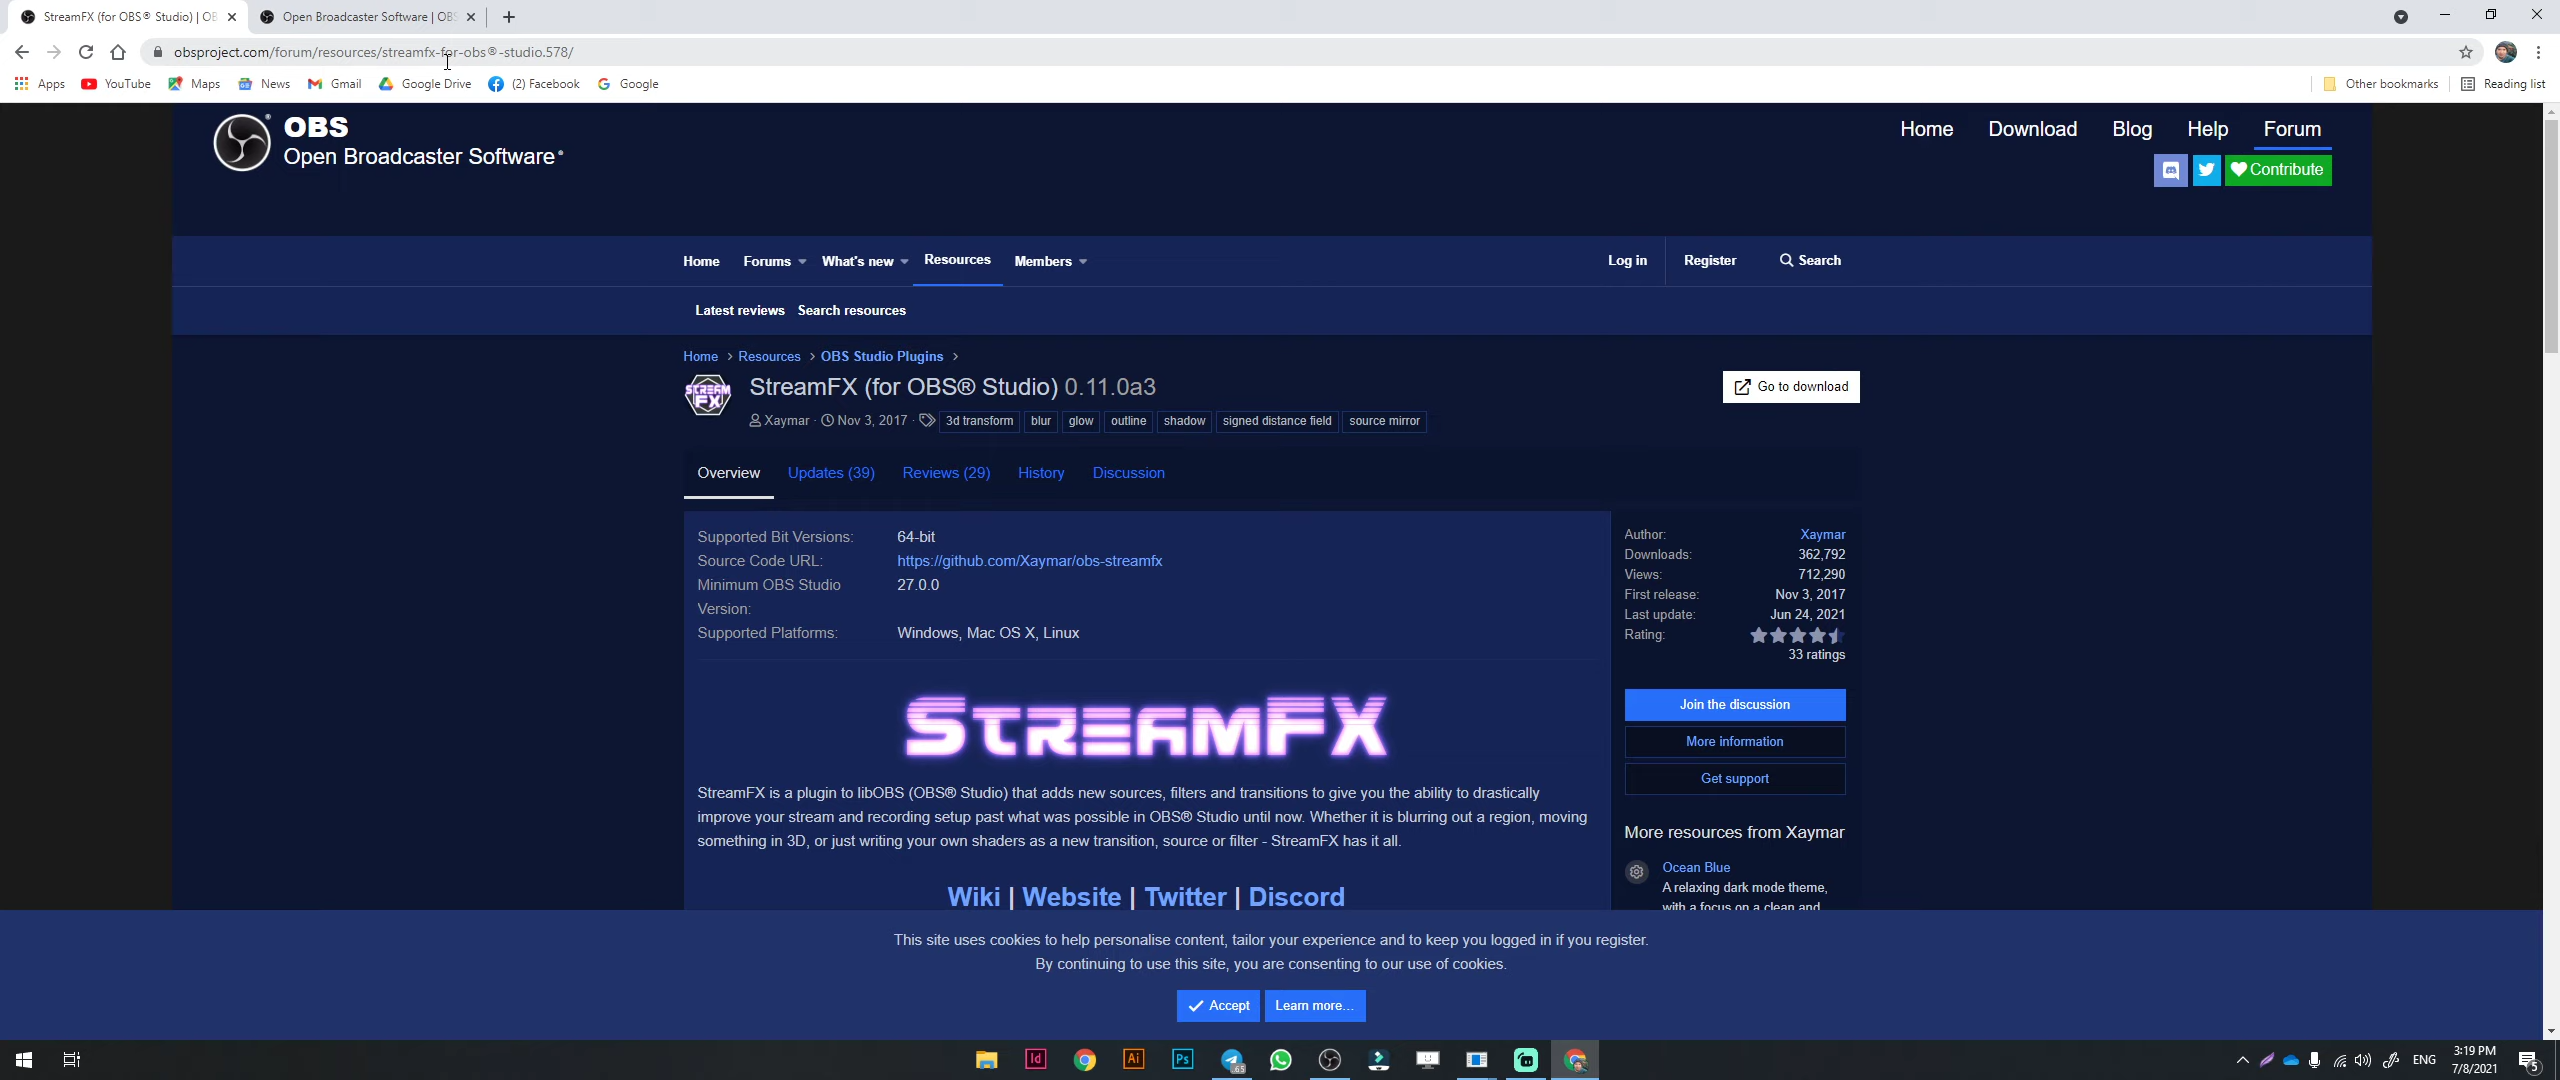 StreamFX (for OBS® Studio) | OB
Open Broadcaster Software | OBS
obsproject.com/forum/resources/streamfx-for-obs®-studio.578/
Apps YouTube Maps News Gmail Google Drive (2) Facebook Google Other bookmarks Reading list
OBS
Open Broadcaster Software®
Home Download Blog Help Forum
Contribute
Home Forums What's new Resources Members Log in Register Search
Latest reviews Search resources
Home > Resources > OBS Studio Plugins >
STREAM FX
StreamFX (for OBS® Studio) 0.11.0a3
Go to download
Xaymar · Nov 3, 2017 · 3d transform blur glow outline shadow signed distance field source mirror
Overview Updates (39) Reviews (29) History Discussion
Supported Bit Versions: 64-bit
Source Code URL: https://github.com/Xaymar/obs-streamfx
Minimum OBS Studio Version: 27.0.0
Supported Platforms: Windows, Mac OS X, Linux
Author: Xaymar
Downloads: 362,792
Views: 712,290
First release: Nov 3, 2017
Last update: Jun 24, 2021
Rating:
33 ratings
Join the discussion
More information
Get support
STREAMFX
StreamFX is a plugin to libOBS (OBS® Studio) that adds new sources, filters and transitions to give you the ability to drastically
improve your stream and recording setup past what was possible in OBS® Studio until now. Whether it is blurring out a region, moving
something in 3D, or just writing your own shaders as a new transition, source or filter - StreamFX has it all.
Wiki | Website | Twitter | Discord
More resources from Xaymar
Ocean Blue
A relaxing dark mode theme,
with a focus on a clean and
This site uses cookies to help personalise content, tailor your experience and to keep you logged in if you register.
By continuing to use this site, you are consenting to our use of cookies.
Accept Learn more…
Id Ai Ps .65
ENG
3:19 PM
7/8/2021
5